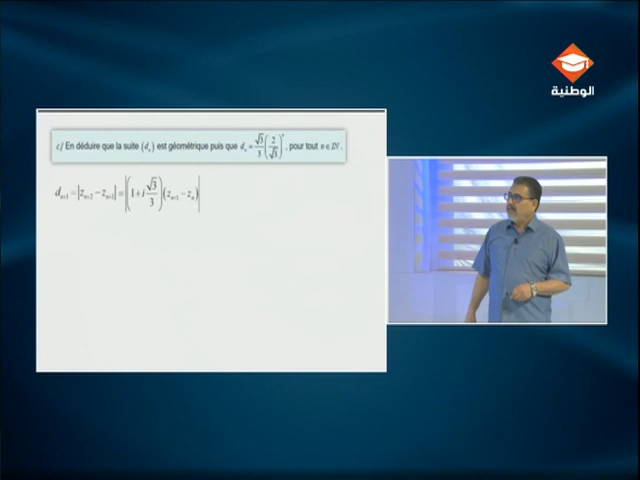 الوطنية
c/ En déduire que la suite (dₙ) est géométrique puis que dₙ = √3/3 (2/√3)ⁿ, pour tout n ∈ IN.
dₙ₊₁ = |zₙ₊₂ − zₙ₊₁| = |(1 + i √3/3)(zₙ₊₁ − zₙ)|